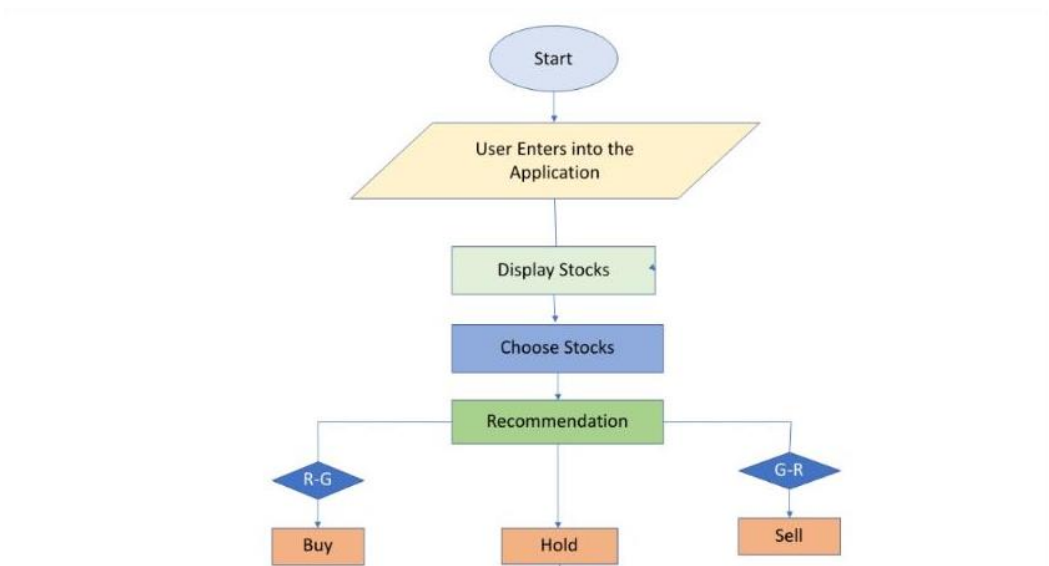 Start
User Enters into the
Application
Display Stocks
Choose Stocks
Recommendation
R-G
G-R
Buy
Hold
Sell